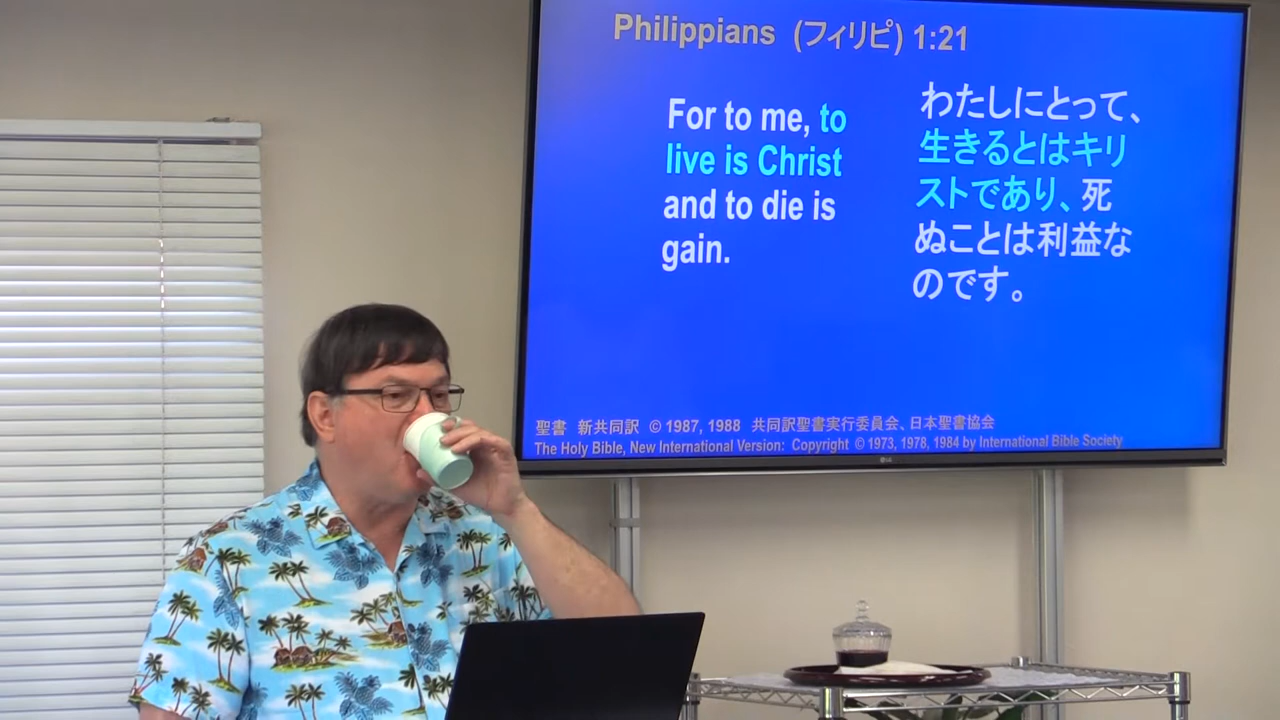 Philippians (フィリピ) 1:21
For to me, to
live is Christ
and to die is
gain.
わたしにとって、
生きるとはキリ
ストであり、死
ぬことは利益な
のです。
聖書 新共同訳 © 1987, 1988 共同訳聖書実行委員会、日本聖書協会
The Holy Bible, New International Version: Copyright © 1973, 1978, 1984 by International Bible Society
LG